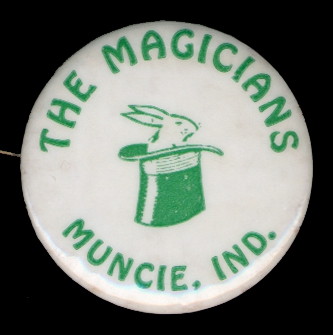 THE MAGICIANS
MUNCIE, IND.